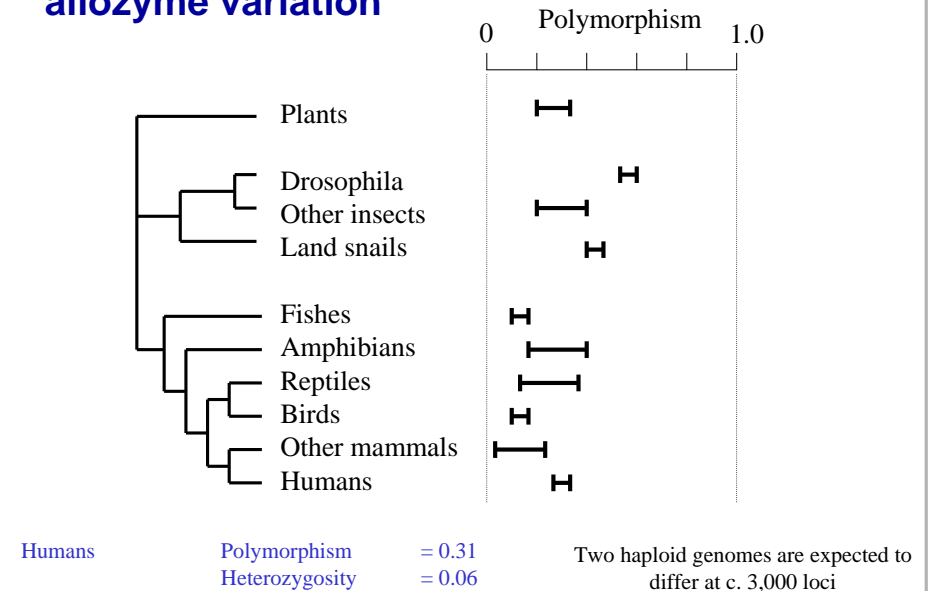 allozyme variation
Polymorphism
0
1.0
Plants
Drosophila
Other insects
Land snails
Fishes
Amphibians
Reptiles
Birds
Other mammals
Humans
Humans Polymorphism = 0.31
Heterozygosity = 0.06
Two haploid genomes are expected to
differ at c. 3,000 loci